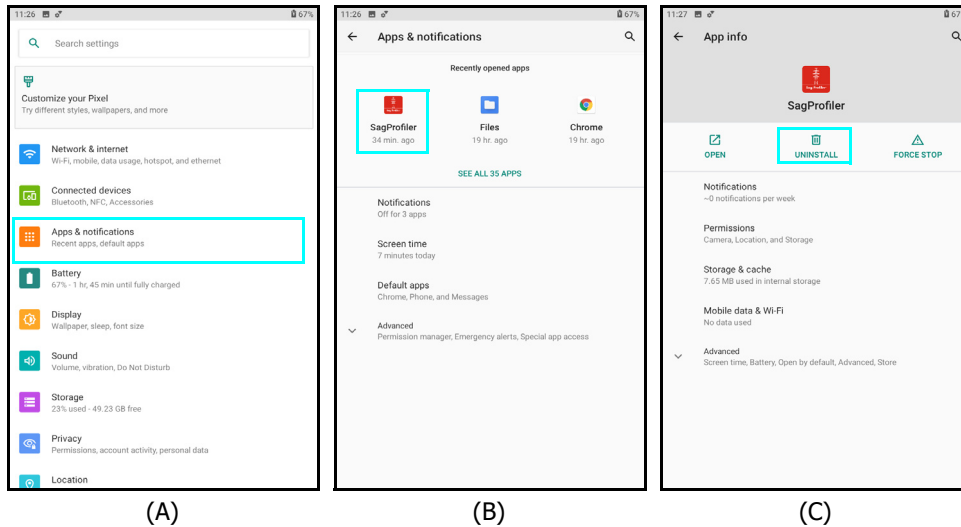 11:26
67%
Search settings
Customize your Pixel
Try different styles, wallpapers, and more
Network & internet
Wi-Fi, mobile, data usage, hotspot, and ethernet
Connected devices
Bluetooth, NFC, Accessories
Apps & notifications
Recent apps, default apps
Battery
67% - 1 hr, 45 min until fully charged
Display
Wallpaper, sleep, font size
Sound
Volume, vibration, Do Not Disturb
Storage
23% used - 49.23 GB free
Privacy
Permissions, account activity, personal data
Location
(A)
11:26
67%
Apps & notifications
Recently opened apps
SagProfiler
34 min. ago
Files
19 hr. ago
Chrome
19 hr. ago
SEE ALL 35 APPS
Notifications
Off for 3 apps
Screen time
7 minutes today
Default apps
Chrome, Phone, and Messages
Advanced
Permission manager, Emergency alerts, Special app access
(B)
11:27
67
App info
SagProfiler
OPEN
UNINSTALL
FORCE STOP
Notifications
~0 notifications per week
Permissions
Camera, Location, and Storage
Storage & cache
7.65 MB used in internal storage
Mobile data & Wi-Fi
No data used
Advanced
Screen time, Battery, Open by default, Advanced, Store
(C)